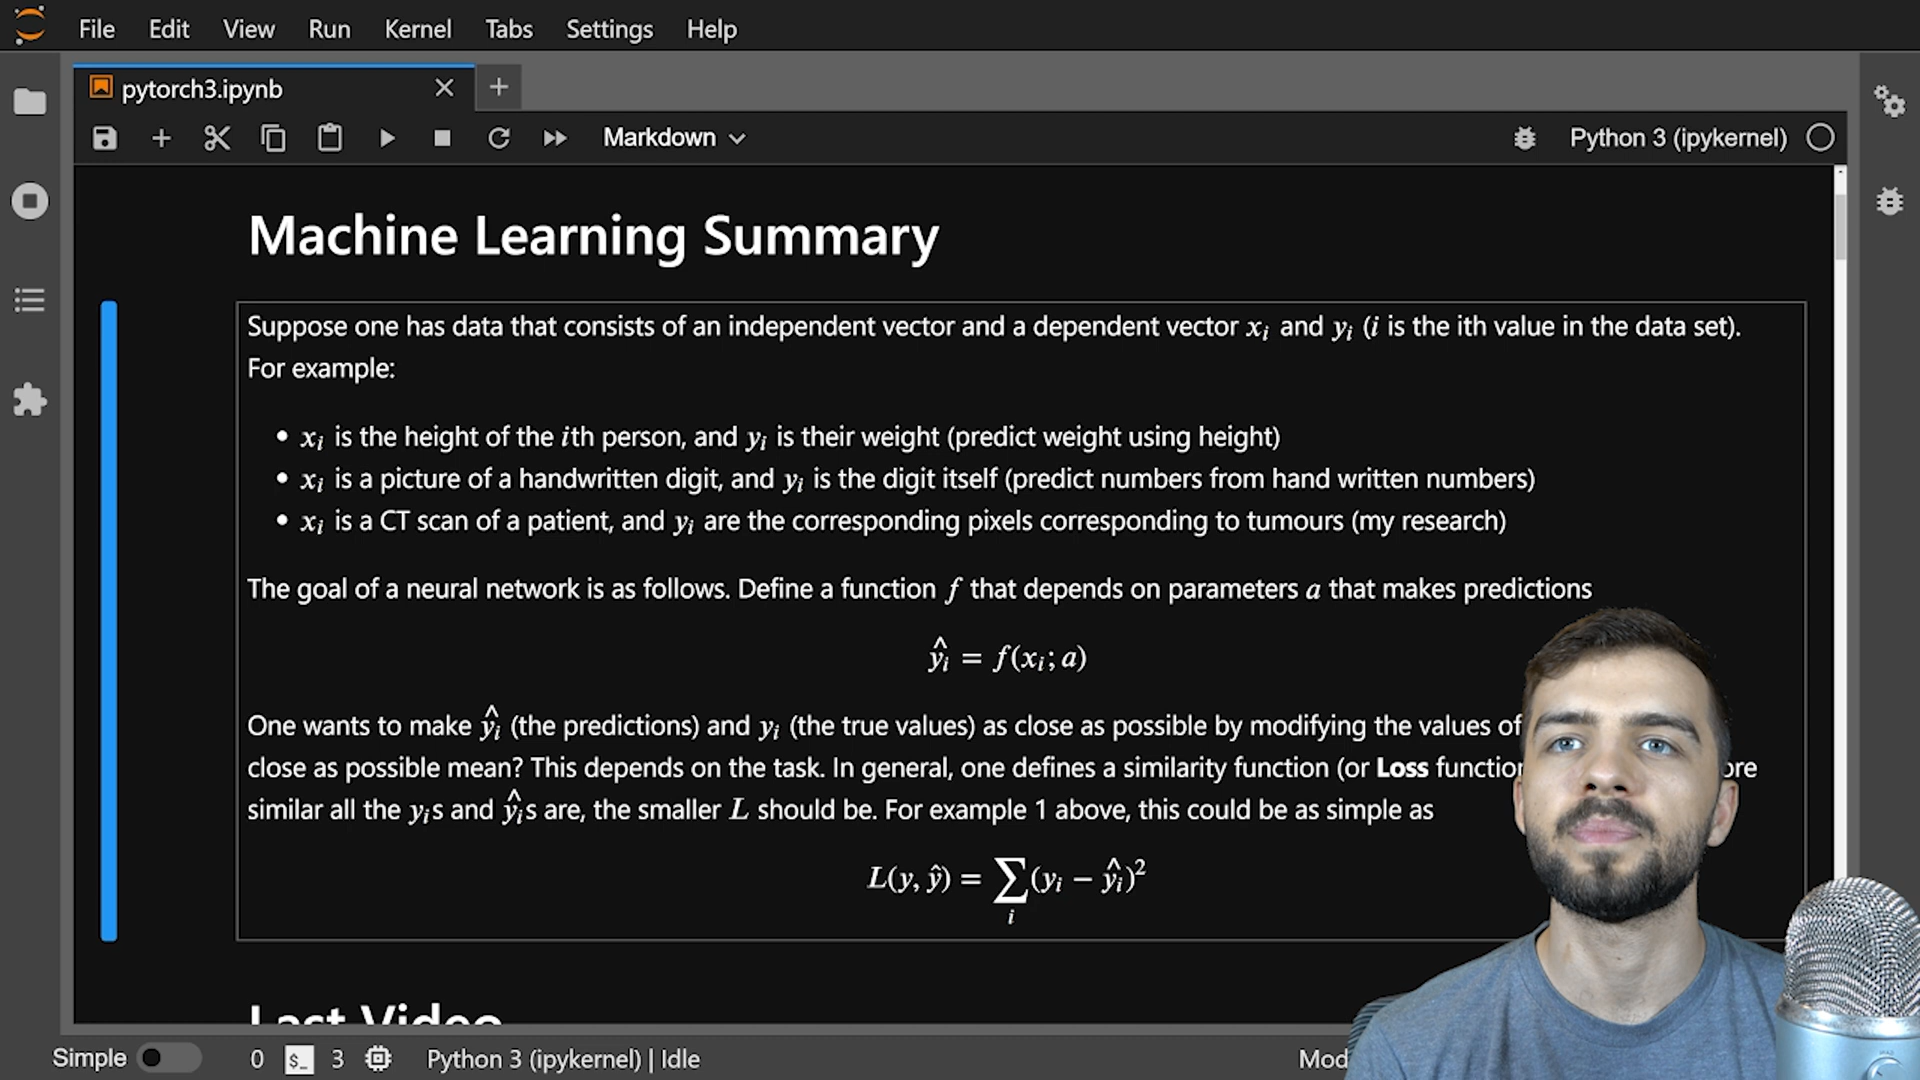 File Edit View Run Kernel Tabs Settings Help
pytorch3.ipynb
Markdown Python 3 (ipykernel)
Machine Learning Summary
Suppose one has data that consists of an independent vector and a dependent vector xᵢ and yᵢ (i is the ith value in the data set).
For example:
• xᵢ is the height of the ith person, and yᵢ is their weight (predict weight using height)
• xᵢ is a picture of a handwritten digit, and yᵢ is the digit itself (predict numbers from hand written numbers)
• xᵢ is a CT scan of a patient, and yᵢ are the corresponding pixels corresponding to tumours (my research)
The goal of a neural network is as follows. Define a function f that depends on parameters a that makes predictions
ŷᵢ = f(xᵢ; a)
One wants to make ŷᵢ (the predictions) and yᵢ (the true values) as close as possible by modifying the values of
close as possible mean? This depends on the task. In general, one defines a similarity function (or Loss
similar all the yᵢs and ŷᵢs are, the smaller L should be. For example 1 above, this could be as simple as
L(y, ŷ) = ∑ᵢ(yᵢ − ŷᵢ)²
Last Video
Simple 0 $_ 3 Python 3 (ipykernel) | Idle